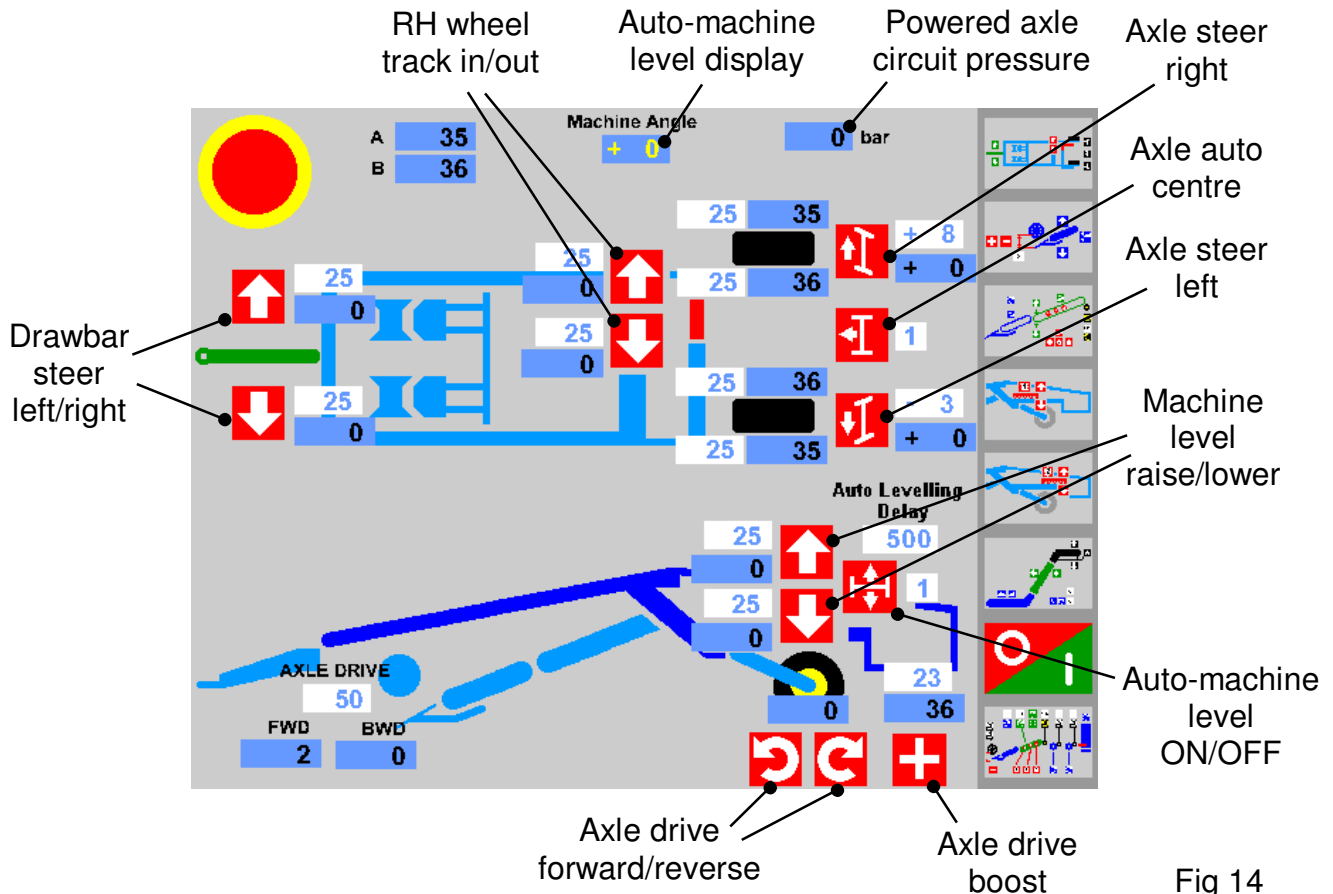 RH wheel
track in/out
Auto-machine
level display
Powered axle
circuit pressure
Axle steer
right
Axle auto
centre
Axle steer
left
Machine
level
raise/lower
Auto-machine
level
ON/OFF
Drawbar
steer
left/right
A 35
B 36
Machine Angle
+ 0
0 bar
25 35
25 36
+ 8
+ 0
25
0
25
0
25
0
25
0
1
25 36
25 35
3
+ 0
Auto Levelling
Delay
500
25
0
25
0
1
AXLE DRIVE
50
FWD BWD
2 0
0
23
36
Axle drive
forward/reverse
Axle drive
boost
Fig 14